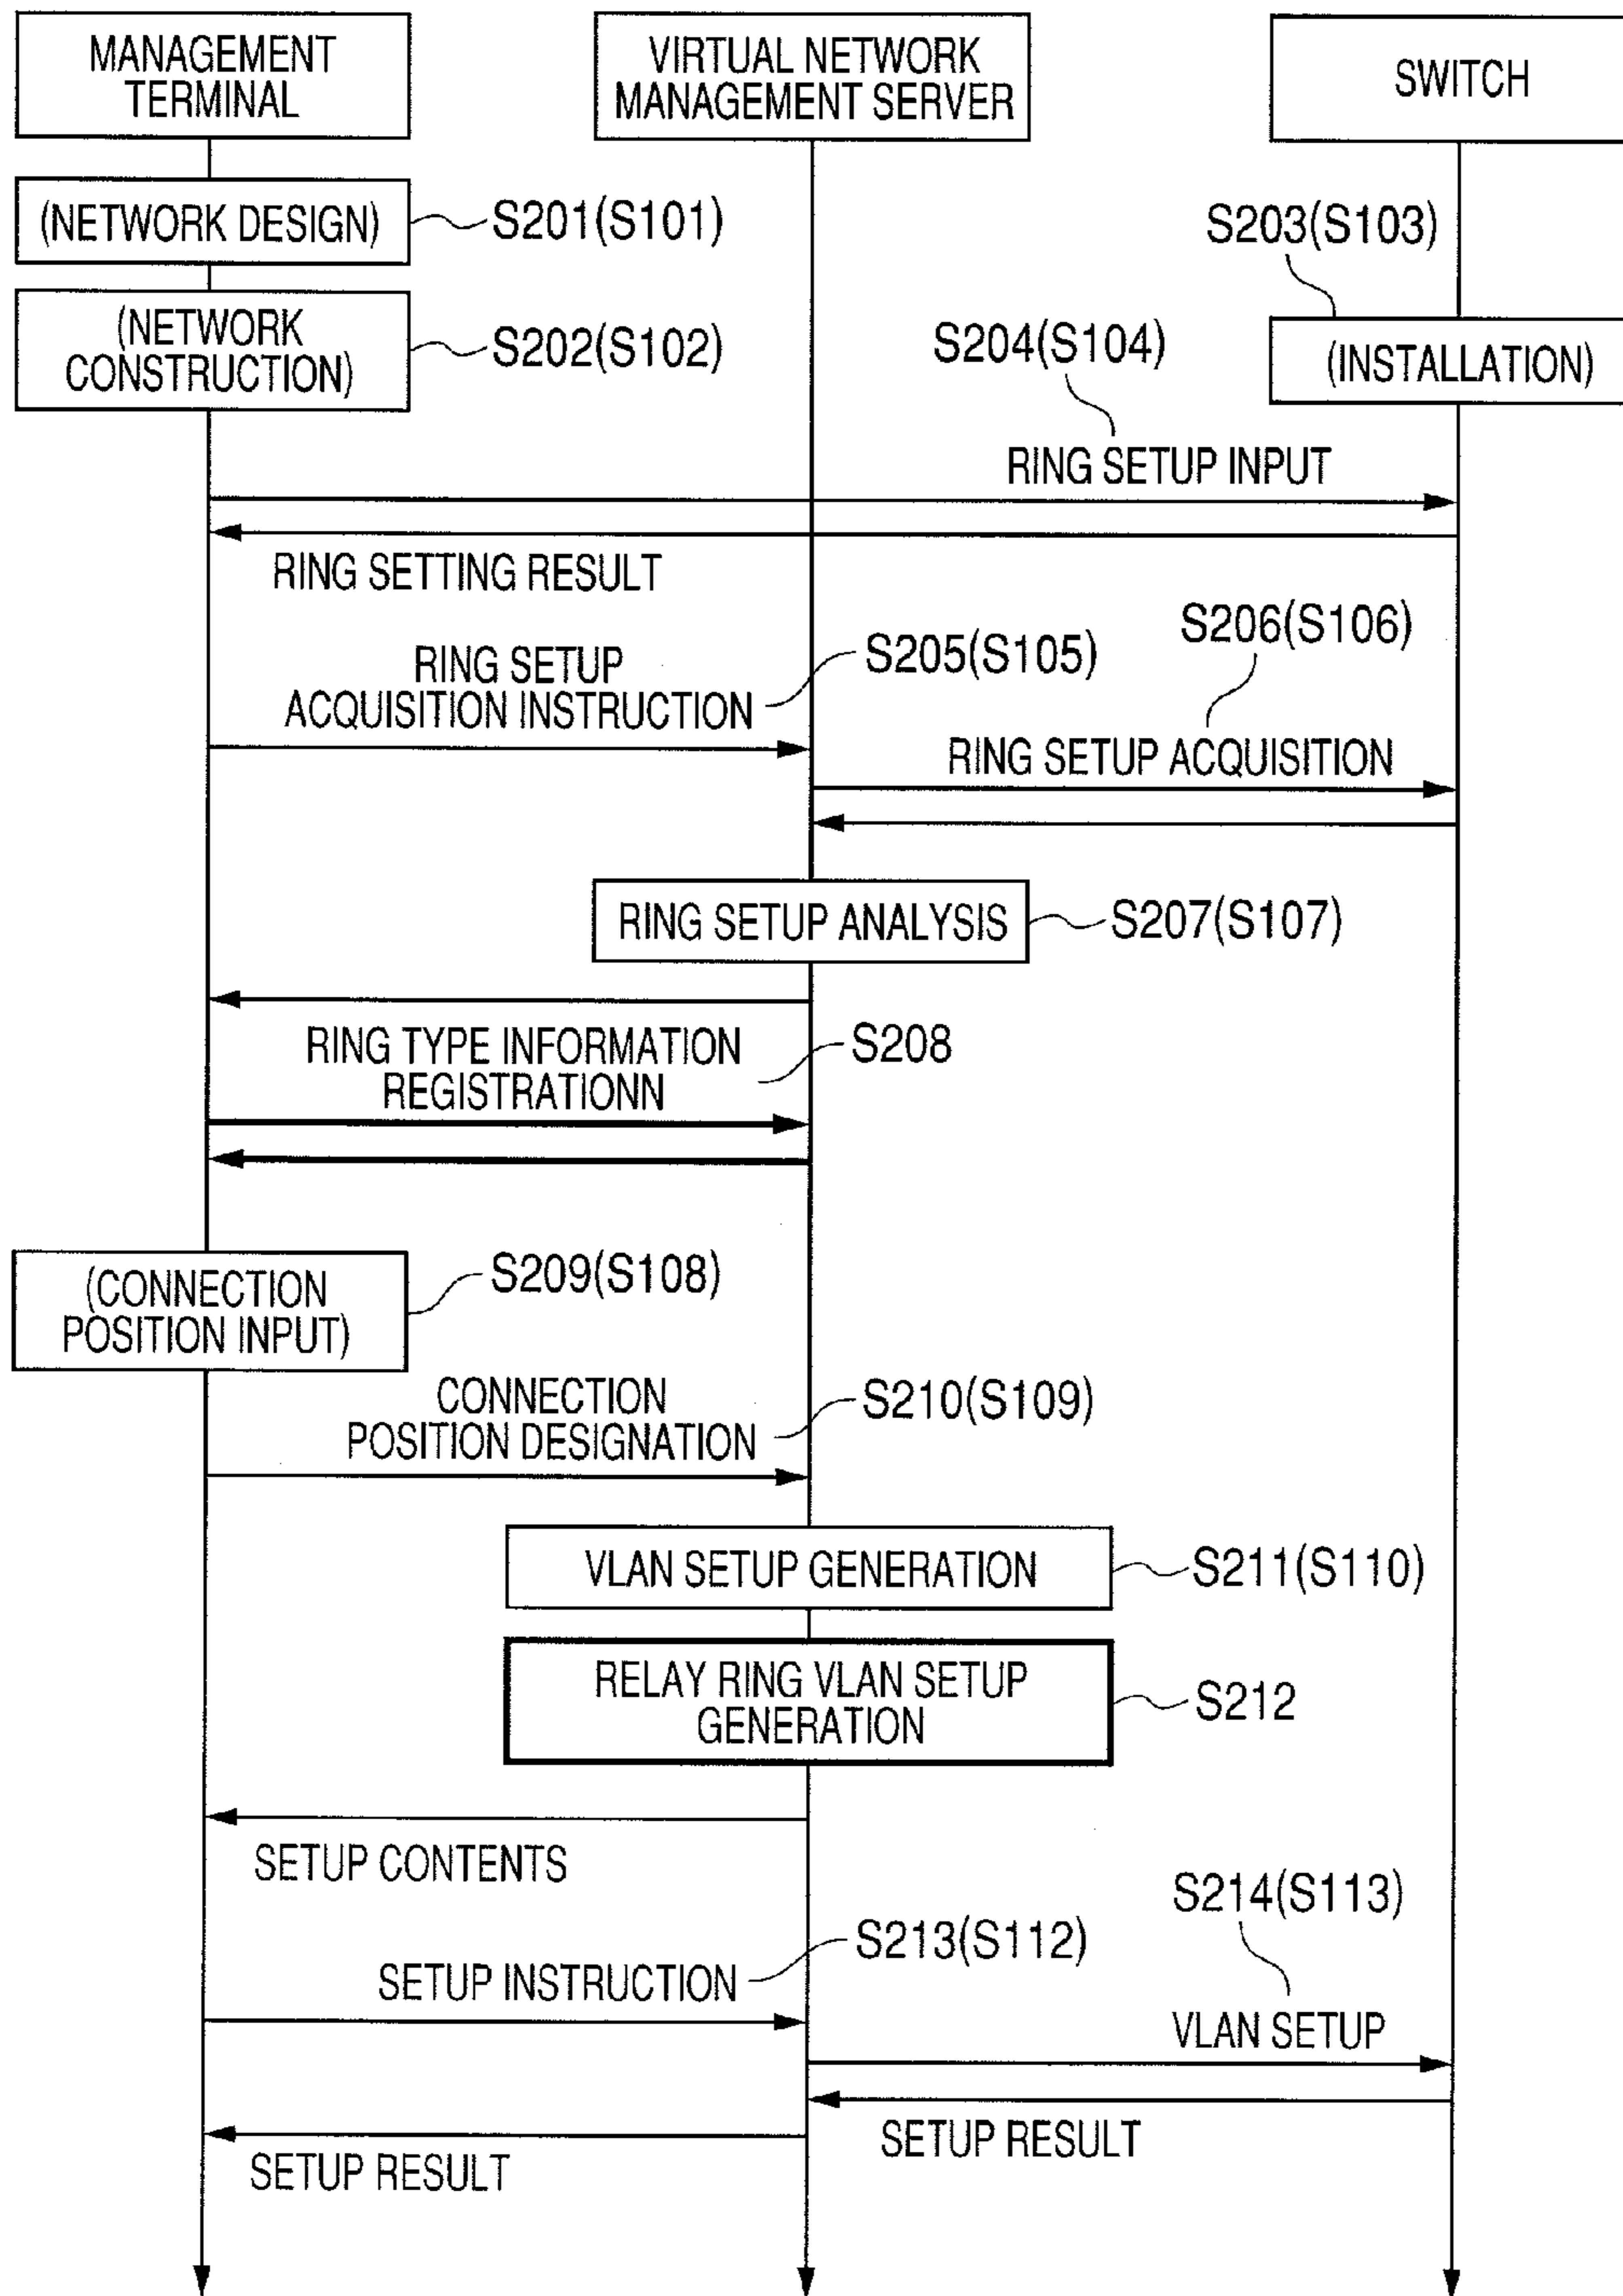 MANAGEMENT
TERMINAL
VIRTUAL NETWORK
MANAGEMENT SERVER
SWITCH
(NETWORK DESIGN)
S201(S101)
S203(S103)
(NETWORK
CONSTRUCTION)
S202(S102)
S204(S104)
(INSTALLATION)
RING SETUP INPUT
RING SETTING RESULT
S206(S106)
RING SETUP
ACQUISITION INSTRUCTION
S205(S105)
RING SETUP ACQUISITION
RING SETUP ANALYSIS
S207(S107)
RING TYPE INFORMATION
REGISTRATIONN
S208
(CONNECTION
POSITION INPUT)
S209(S108)
CONNECTION
POSITION DESIGNATION
S210(S109)
VLAN SETUP GENERATION
S211(S110)
RELAY RING VLAN SETUP
GENERATION
S212
SETUP CONTENTS
S214(S113)
S213(S112)
SETUP INSTRUCTION
VLAN SETUP
SETUP RESULT
SETUP RESULT